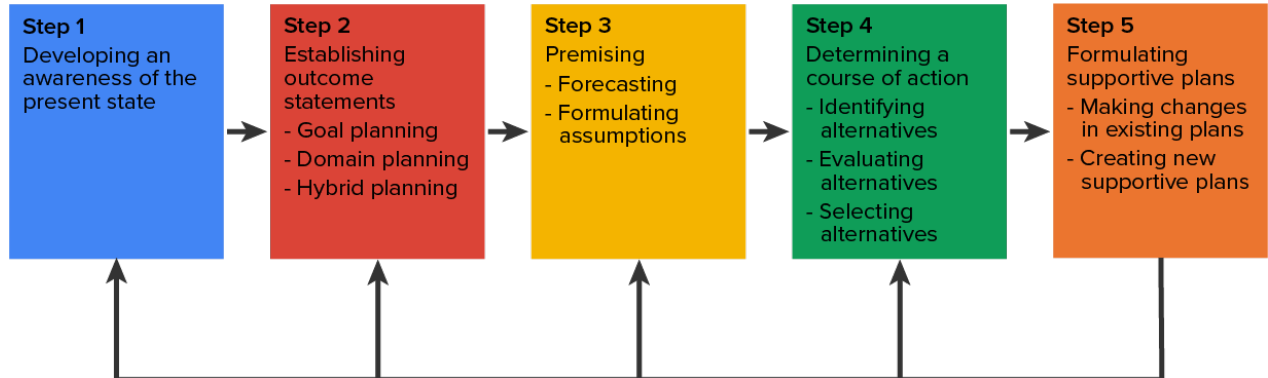 Step 1
Developing an
awareness of the
present state
Step 2
Establishing
outcome
statements
- Goal planning
- Domain planning
- Hybrid planning
Step 3
Premising
- Forecasting
- Formulating
assumptions
Step 4
Determining a
course of action
- Identifying
alternatives
- Evaluating
alternatives
- Selecting
alternatives
Step 5
Formulating
supportive plans
- Making changes
in existing plans
- Creating new
supportive plans